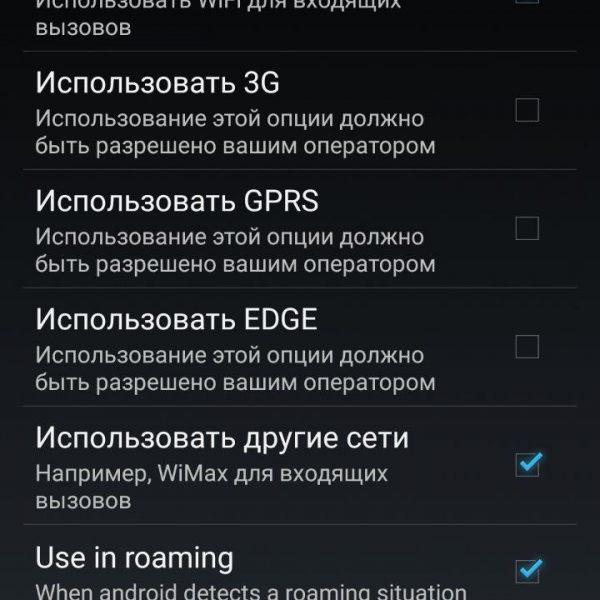 Использовать WiFi для входящих
вызовов
Использовать 3G
Использование этой опции должно
быть разрешено вашим оператором
Использовать GPRS
Использование этой опции должно
быть разрешено вашим оператором
Использовать EDGE
Использование этой опции должно
быть разрешено вашим оператором
Использовать другие сети
Например, WiMax для входящих
вызовов
Use in roaming
When android detects a roaming situation